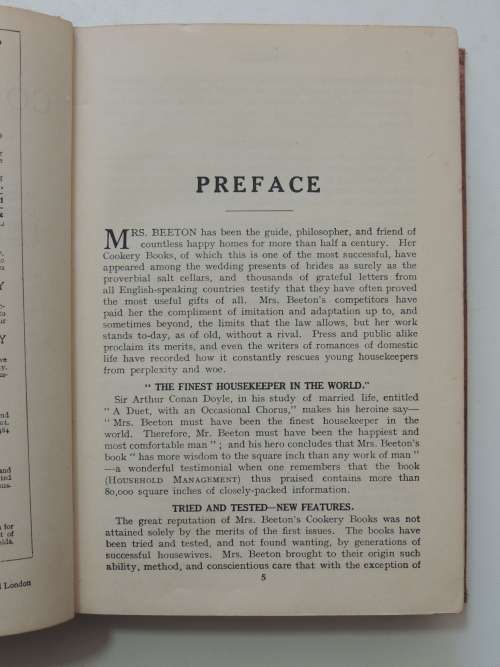 PREFACE
MRS. BEETON has been the guide, philosopher, and friend of
countless happy homes for more than half a century. Her
Cookery Books, of which this is one of the most successful, have
appeared among the wedding presents of brides as surely as the
proverbial salt cellars, and thousands of grateful letters from
all English-speaking countries testify that they have often proved
the most useful gifts of all. Mrs. Beeton's competitors have
paid her the compliment of imitation and adaptation up to, and
sometimes beyond, the limits that the law allows, but her work
stands to-day, as of old, without a rival. Press and public alike
proclaim its merits, and even the writers of romances of domestic
life have recorded how it constantly rescues young housekeepers
from perplexity and woe.
" THE FINEST HOUSEKEEPER IN THE WORLD."
Sir Arthur Conan Doyle, in his study of married life, entitled
" A Duet, with an Occasional Chorus," makes his heroine say—
" Mrs. Beeton must have been the finest housekeeper in the
world. Therefore, Mr. Beeton must have been the happiest and
most comfortable man " ; and his hero concludes that Mrs. Beeton's
book " has more wisdom to the square inch than any work of man "
—a wonderful testimonial when one remembers that the book
(HOUSEHOLD MANAGEMENT) thus praised contains more than
80,000 square inches of closely-packed information.
TRIED AND TESTED—NEW FEATURES.
The great reputation of Mrs. Beeton's Cookery Books was not
attained solely by the merits of the first issues. The books have
been tried and tested, and not found wanting, by generations of
successful housewives. Mrs. Beeton brought to their origin such
ability, method, and conscientious care that with the exception of
5
London